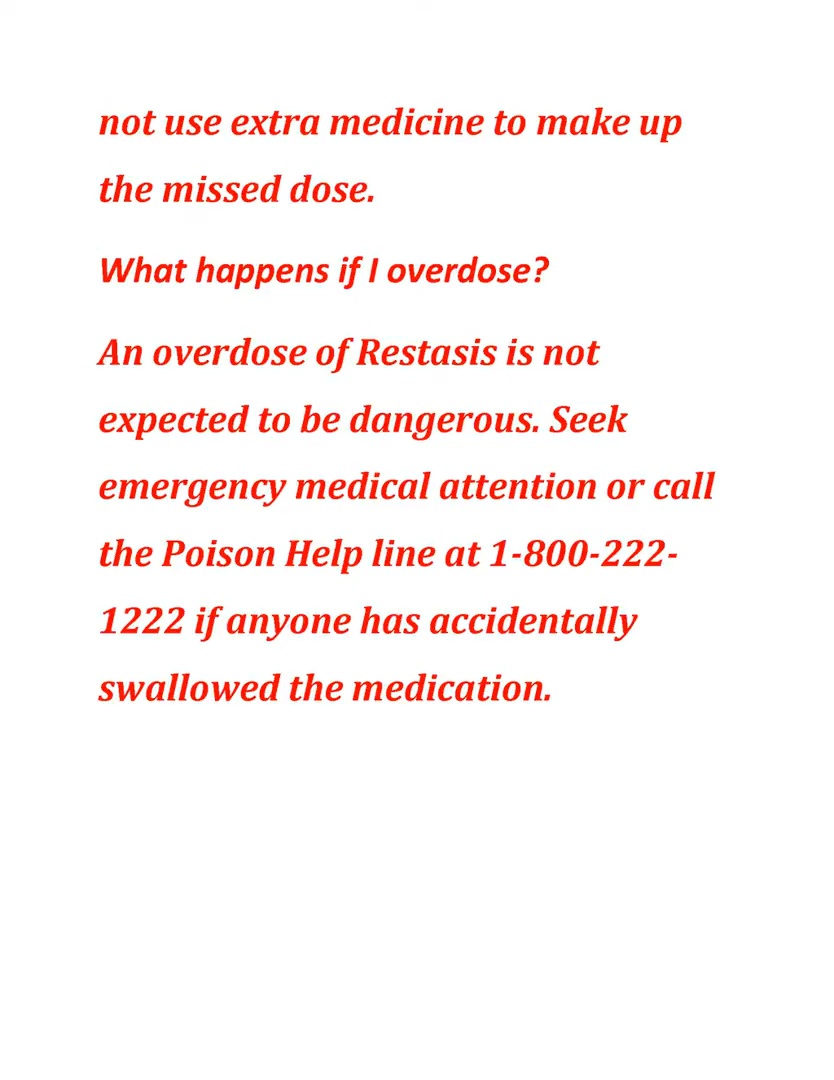 not use extra medicine to make up
the missed dose.
What happens if I overdose?
An overdose of Restasis is not
expected to be dangerous. Seek
emergency medical attention or call
the Poison Help line at 1-800-222-
1222 if anyone has accidentally
swallowed the medication.